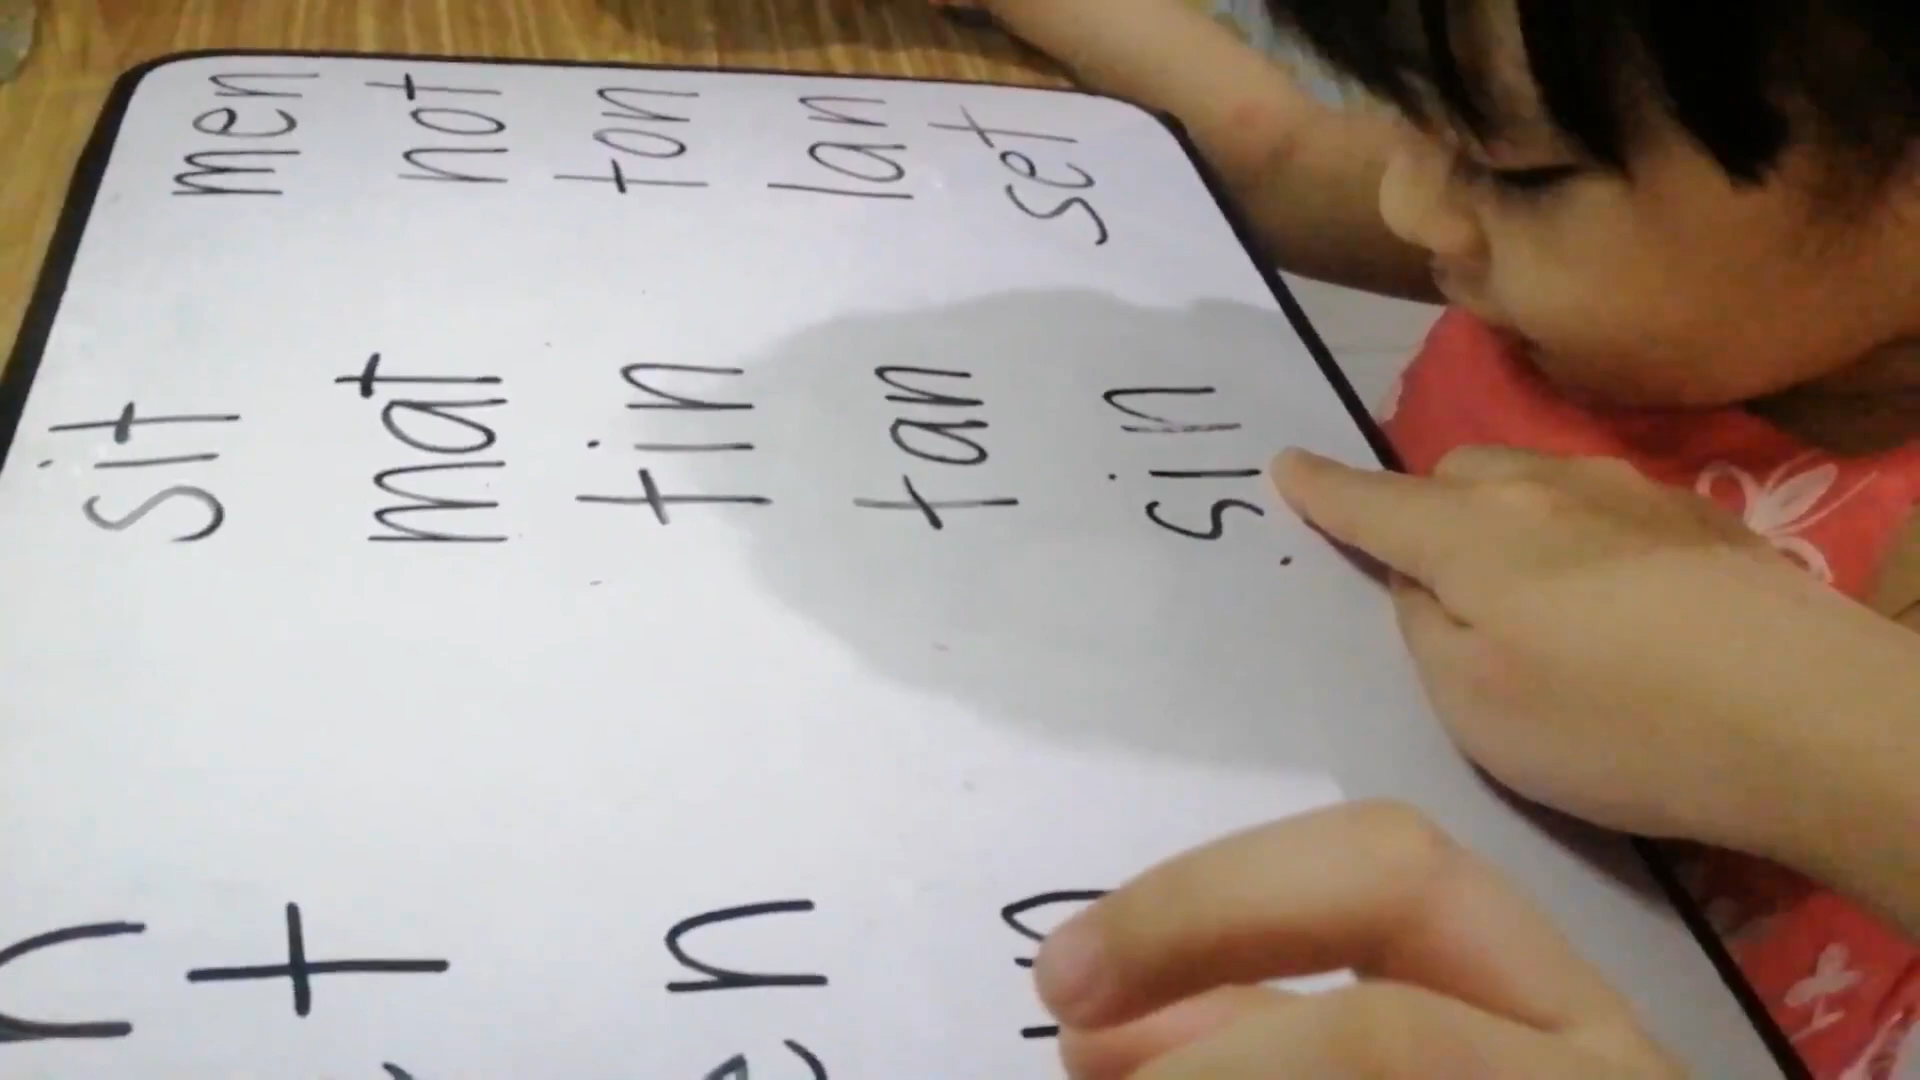 sit men
mat not
tin ton
tan lan
sin set